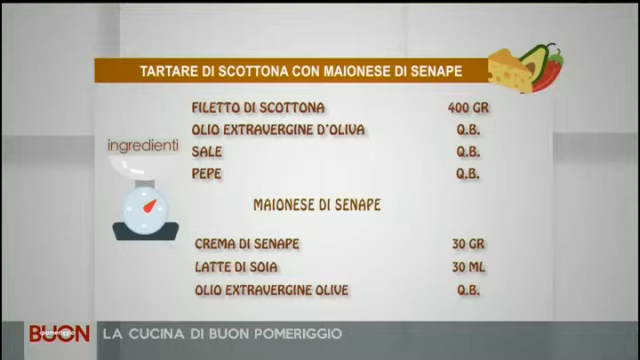 TARTARE DI SCOTTONA CON MAIONESE DI SENAPE
ingredienti
FILETTO DI SCOTTONA 400 GR
OLIO EXTRAVERGINE D'OLIVA Q.B.
SALE Q.B.
PEPE Q.B.
MAIONESE DI SENAPE
CREMA DI SENAPE 30 GR
LATTE DI SOIA 30 ML
OLIO EXTRAVERGINE OLIVE Q.B.
BUON pomeriggio LA CUCINA DI BUON POMERIGGIO